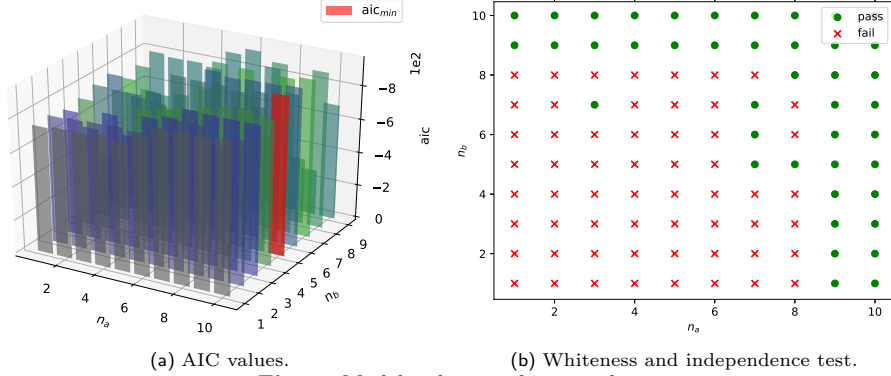 aic_min
1e2
−8
−6
−4
−2
0
aic
2
4
6
8
10
n_a
1
2
3
4
5
6
7
8
9
n_b
10
8
6
4
2
n_b
pass
fail
2
4
6
8
10
n_a
(a) AIC values.
(b) Whiteness and independence test.